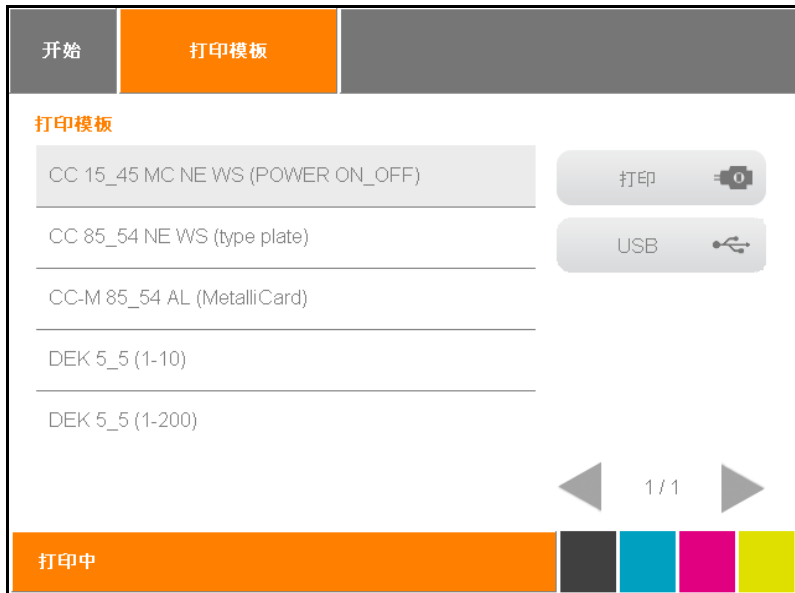 开始
打印模板
打印模板
CC 15_45 MC NE WS (POWER ON_OFF)
打印
CC 85_54 NE WS (type plate)
USB
CC-M 85_54 AL (MetalliCard)
DEK 5_5 (1-10)
DEK 5_5 (1-200)
1 / 1
打印中